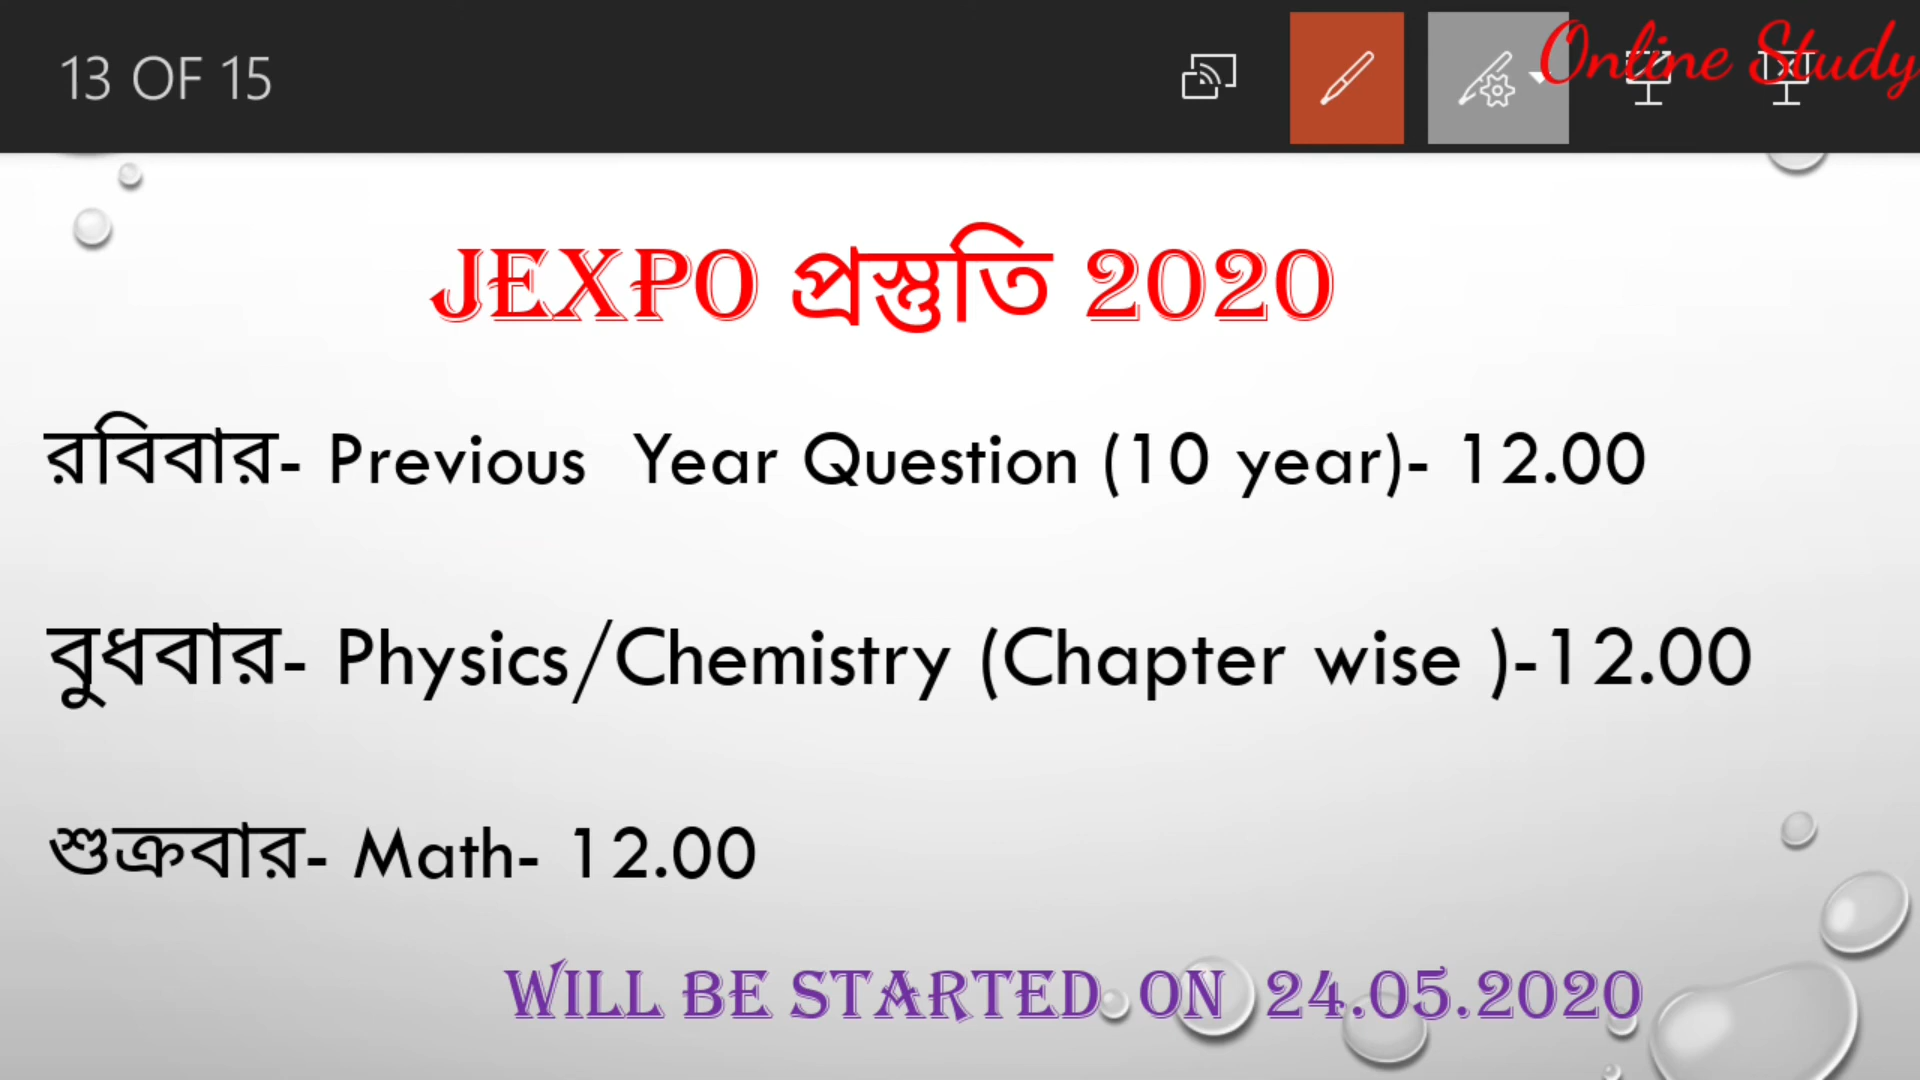 13 OF 15
Online Study
JEXPO প্রস্তুতি 2020
রবিবার- Previous  Year Question (10 year)- 12.00
বুধবার- Physics/Chemistry (Chapter wise )-12.00
শুক্রবার- Math- 12.00
WILL BE STARTED ON 24.05.2020